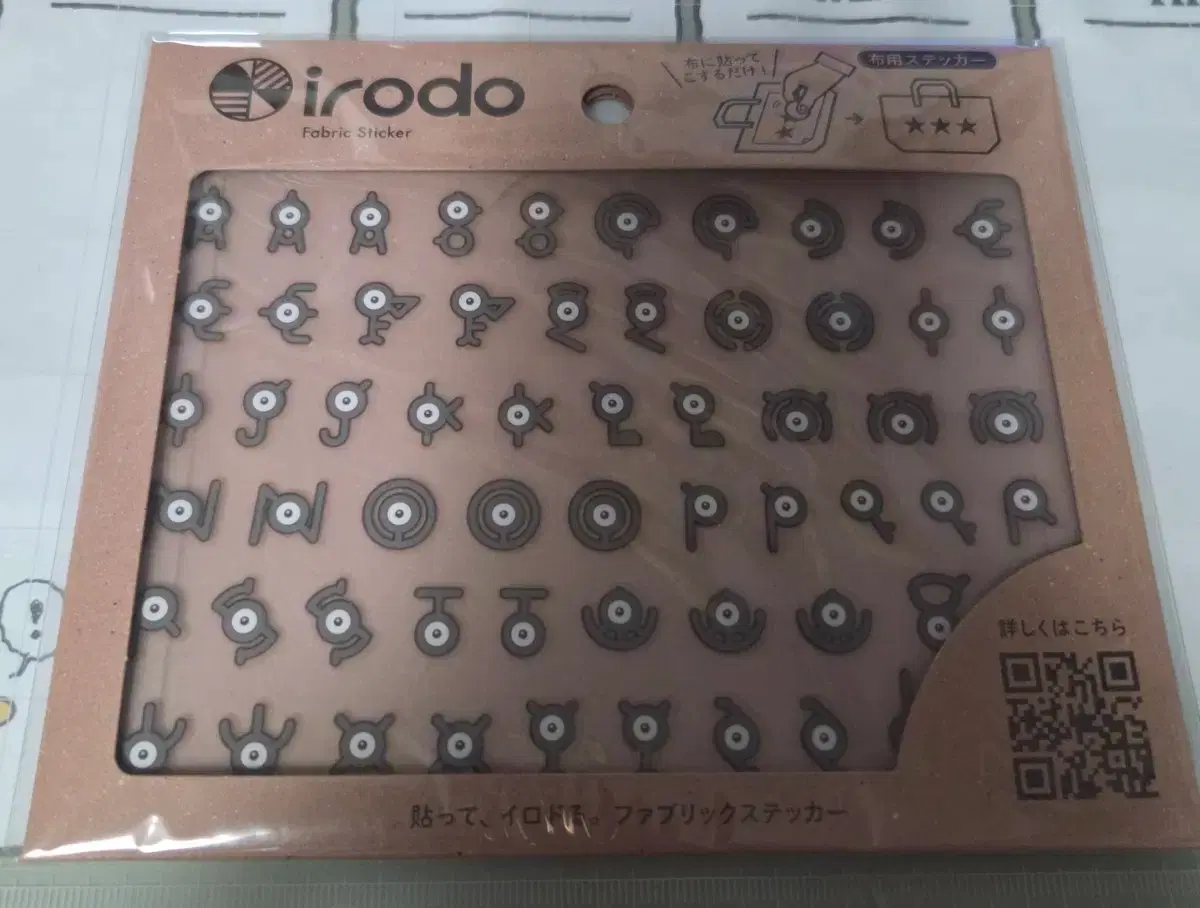 irodo
Fabric Sticker
布に貼って
こするだけ!
布用ステッカー
詳しくはこちら
貼って、イロドる。ファブリックステッカー